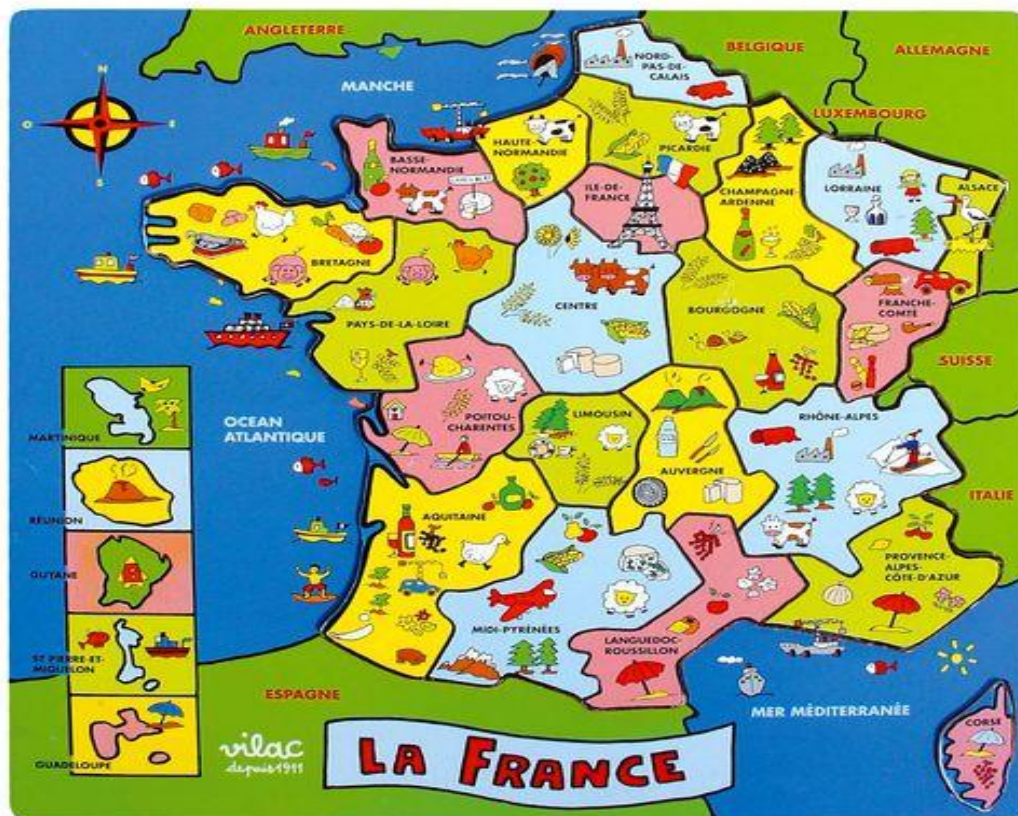 ANGLETERRE
BELGIQUE
ALLEMAGNE
MANCHE
NORD-
PAS-DE-
CALAIS
LUXEMBOURG
N
O
E
S
HAUTE-
NORMANDIE
PICARDIE
BASSE-
NORMANDIE
ILE-DE-
FRANCE
CHAMPAGNE-
ARDENNE
LORRAINE
ALSACE
BRETAGNE
PAYS-DE-LA-LOIRE
CENTRE
BOURGOGNE
FRANCHE-
COMTÉ
SUISSE
OCEAN
ATLANTIQUE
POITOU-
CHARENTES
LIMOUSIN
AUVERGNE
RHÔNE-ALPES
ITALIE
MARTINIQUE
RÉUNION
GUYANE
ST PIERRE-ET-
MIQUELON
GUADELOUPE
AQUITAINE
MIDI-PYRÉNÉES
LANGUEDOC-
ROUSSILLON
PROVENCE-
ALPES-
CÔTE-D'AZUR
ESPAGNE
MER MÉDITERRANÉE
CORSE
vilac
depuis 1911
LA FRANCE